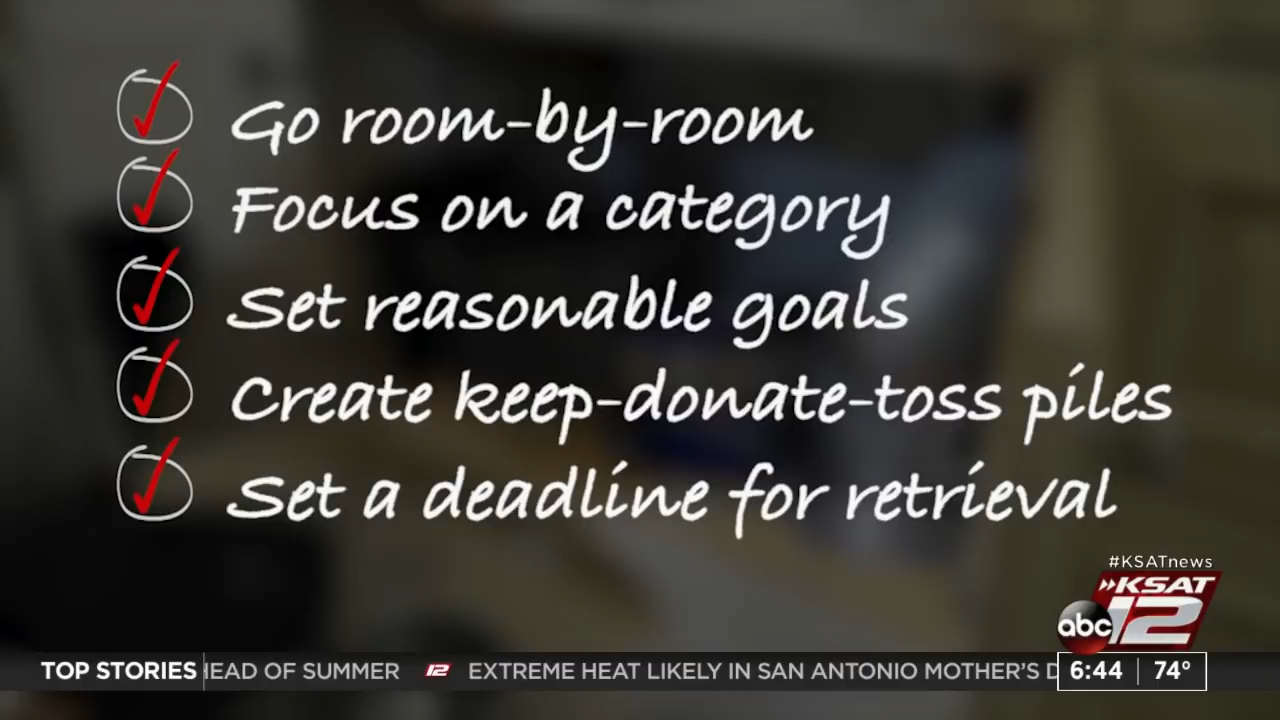 Go room-by-room
Focus on a category
Set reasonable goals
Create keep-donate-toss piles
Set a deadline for retrieval
#KSATnews
KSAT
abc 12
TOP STORIES HEAD OF SUMMER 12 EXTREME HEAT LIKELY IN SAN ANTONIO MOTHER'S 6:44 74°